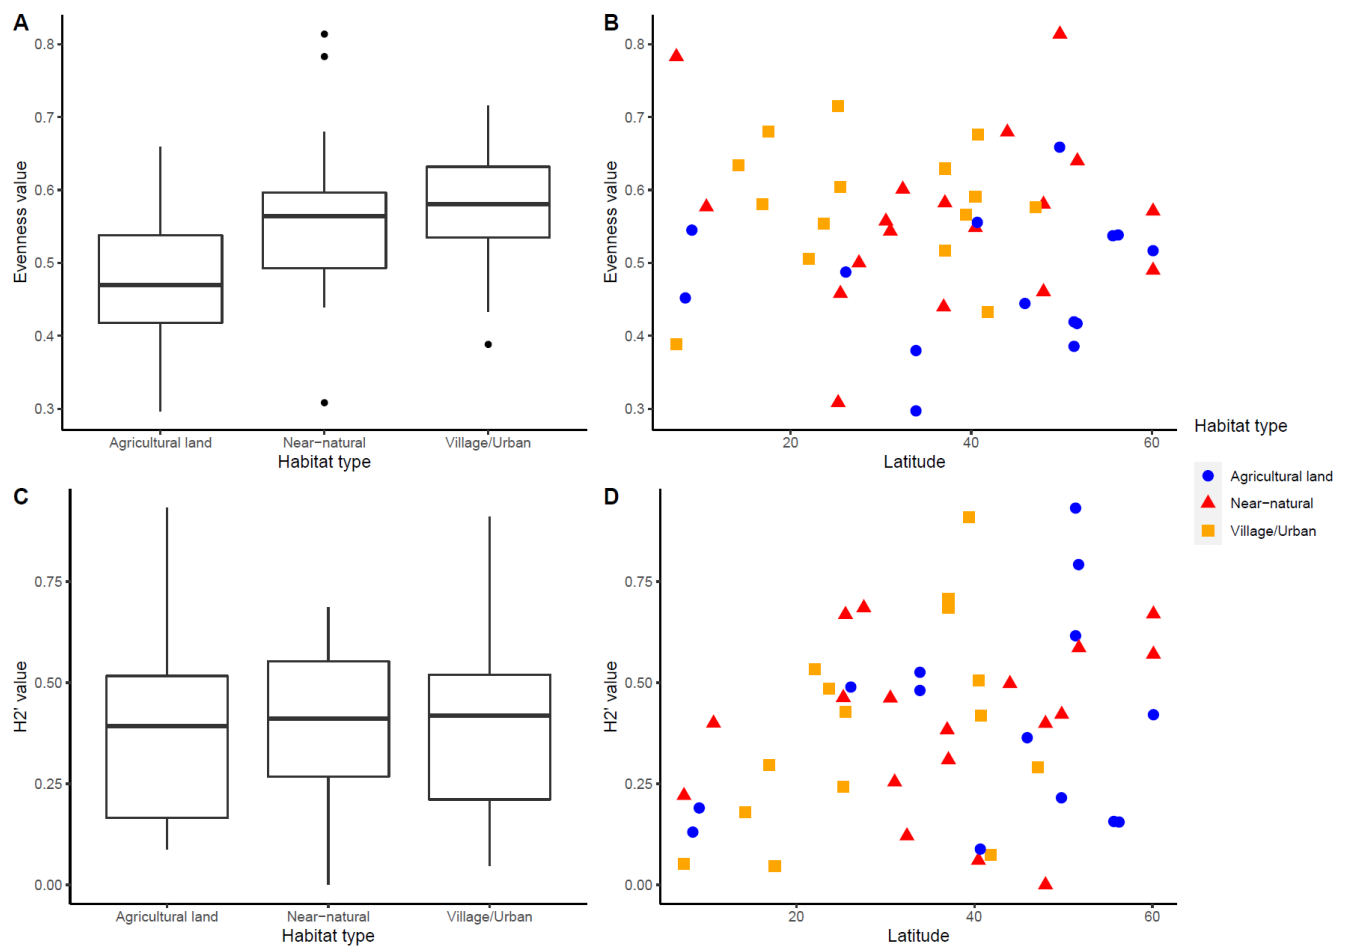 A
0.8
0.7
0.6
0.5
0.4
0.3
Evenness value
Agricultural land Near−natural Village/Urban
Habitat type
B
0.8
0.7
0.6
0.5
0.4
0.3
Evenness value
20 40 60
Latitude
Habitat type
Agricultural land
Near−natural
Village/Urban
C
0.75
0.50
0.25
0.00
H2' value
Agricultural land Near−natural Village/Urban
Habitat type
D
0.75
0.50
0.25
0.00
H2' value
20 40 60
Latitude